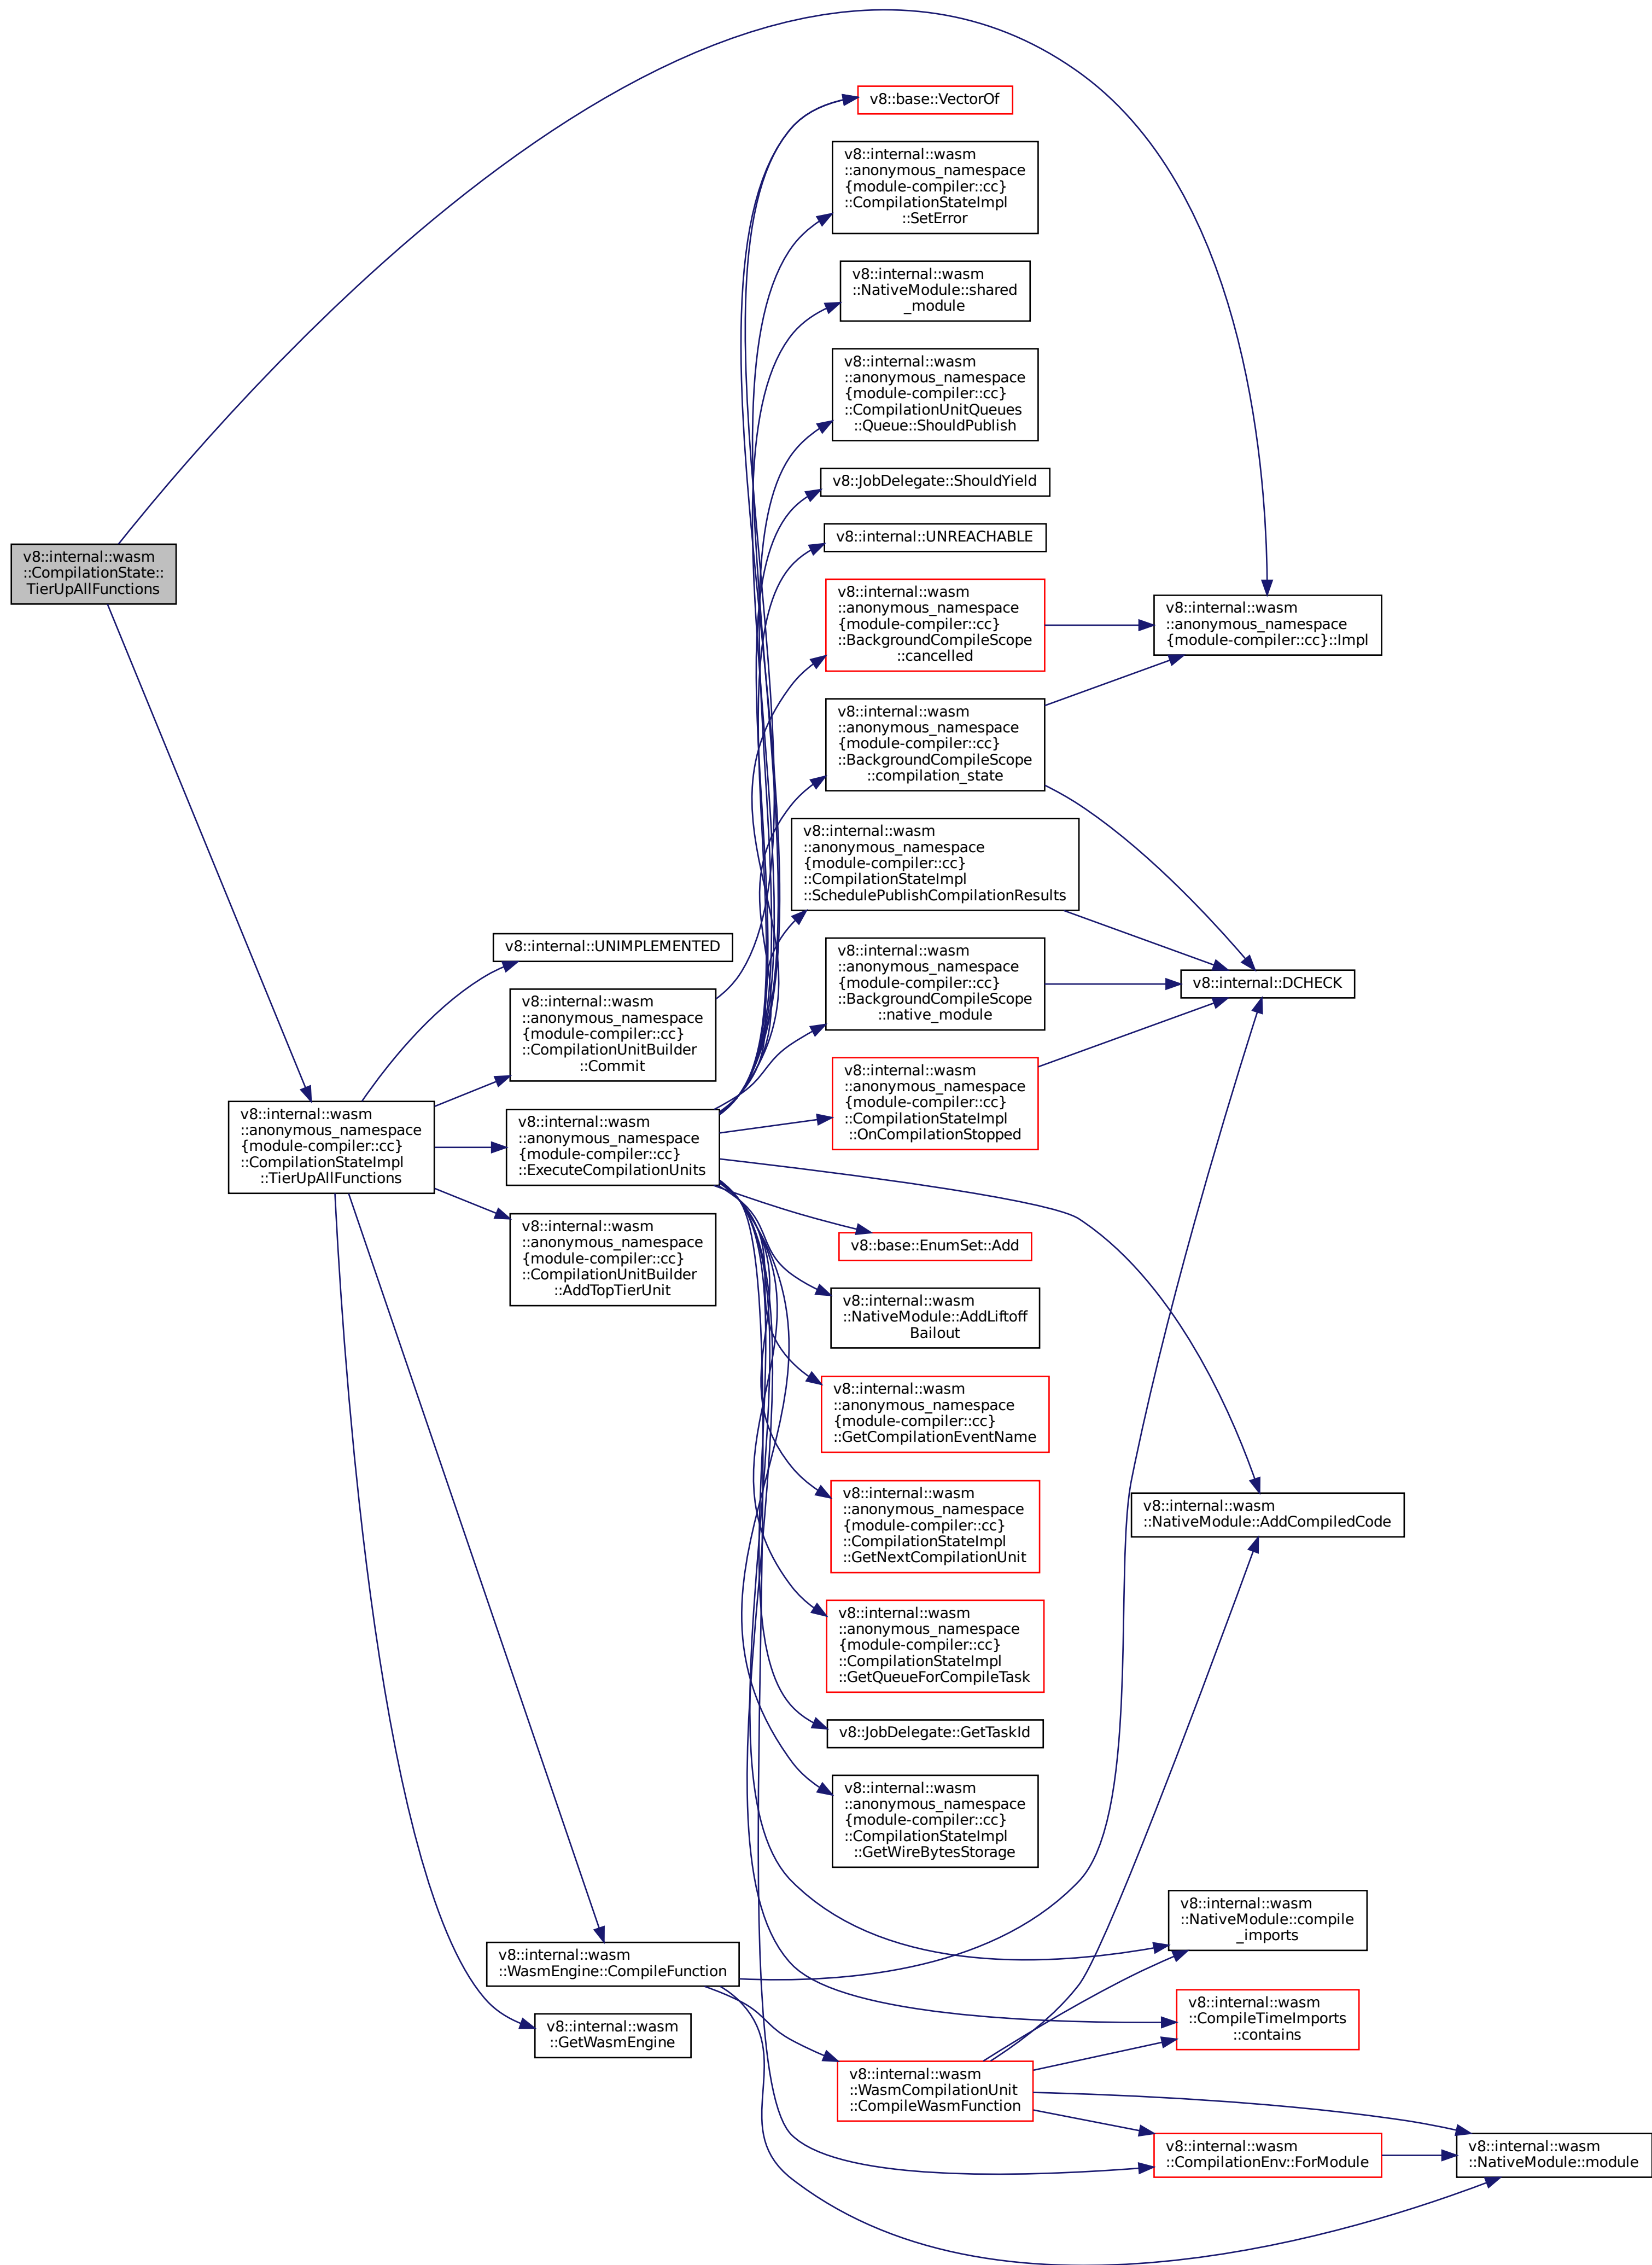 v8::internal::wasm
::CompilationState::
TierUpAllFunctions
v8::internal::wasm
::anonymous_namespace
{module-compiler::cc}
::CompilationStateImpl
::TierUpAllFunctions
v8::internal::UNIMPLEMENTED
v8::internal::wasm
::anonymous_namespace
{module-compiler::cc}
::CompilationUnitBuilder
::Commit
v8::internal::wasm
::anonymous_namespace
{module-compiler::cc}
::ExecuteCompilationUnits
v8::internal::wasm
::anonymous_namespace
{module-compiler::cc}
::CompilationUnitBuilder
::AddTopTierUnit
v8::internal::wasm
::WasmEngine::CompileFunction
v8::internal::wasm
::GetWasmEngine
v8::base::VectorOf
v8::internal::wasm
::anonymous_namespace
{module-compiler::cc}
::CompilationStateImpl
::SetError
v8::internal::wasm
::NativeModule::shared
_module
v8::internal::wasm
::anonymous_namespace
{module-compiler::cc}
::CompilationUnitQueues
::Queue::ShouldPublish
v8::JobDelegate::ShouldYield
v8::internal::UNREACHABLE
v8::internal::wasm
::anonymous_namespace
{module-compiler::cc}
::BackgroundCompileScope
::cancelled
v8::internal::wasm
::anonymous_namespace
{module-compiler::cc}
::BackgroundCompileScope
::compilation_state
v8::internal::wasm
::anonymous_namespace
{module-compiler::cc}
::CompilationStateImpl
::SchedulePublishCompilationResults
v8::internal::wasm
::anonymous_namespace
{module-compiler::cc}
::BackgroundCompileScope
::native_module
v8::internal::wasm
::anonymous_namespace
{module-compiler::cc}
::CompilationStateImpl
::OnCompilationStopped
v8::base::EnumSet::Add
v8::internal::wasm
::NativeModule::AddLiftoff
Bailout
v8::internal::wasm
::anonymous_namespace
{module-compiler::cc}
::GetCompilationEventName
v8::internal::wasm
::anonymous_namespace
{module-compiler::cc}
::CompilationStateImpl
::GetNextCompilationUnit
v8::internal::wasm
::anonymous_namespace
{module-compiler::cc}
::CompilationStateImpl
::GetQueueForCompileTask
v8::JobDelegate::GetTaskId
v8::internal::wasm
::anonymous_namespace
{module-compiler::cc}
::CompilationStateImpl
::GetWireBytesStorage
v8::internal::wasm
::WasmCompilationUnit
::CompileWasmFunction
v8::internal::wasm
::anonymous_namespace
{module-compiler::cc}::Impl
v8::internal::DCHECK
v8::internal::wasm
::NativeModule::AddCompiledCode
v8::internal::wasm
::NativeModule::compile
_imports
v8::internal::wasm
::CompileTimeImports
::contains
v8::internal::wasm
::CompilationEnv::ForModule
v8::internal::wasm
::NativeModule::module